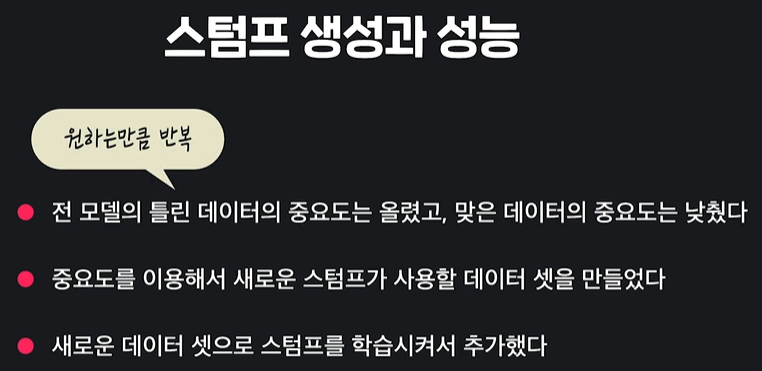 스텀프 생성과 성능
원하는만큼 반복
전 모델의 틀린 데이터의 중요도는 올렸고, 맞은 데이터의 중요도는 낮췄다
중요도를 이용해서 새로운 스텀프가 사용할 데이터 셋을 만들었다
새로운 데이터 셋으로 스텀프를 학습시켜서 추가했다